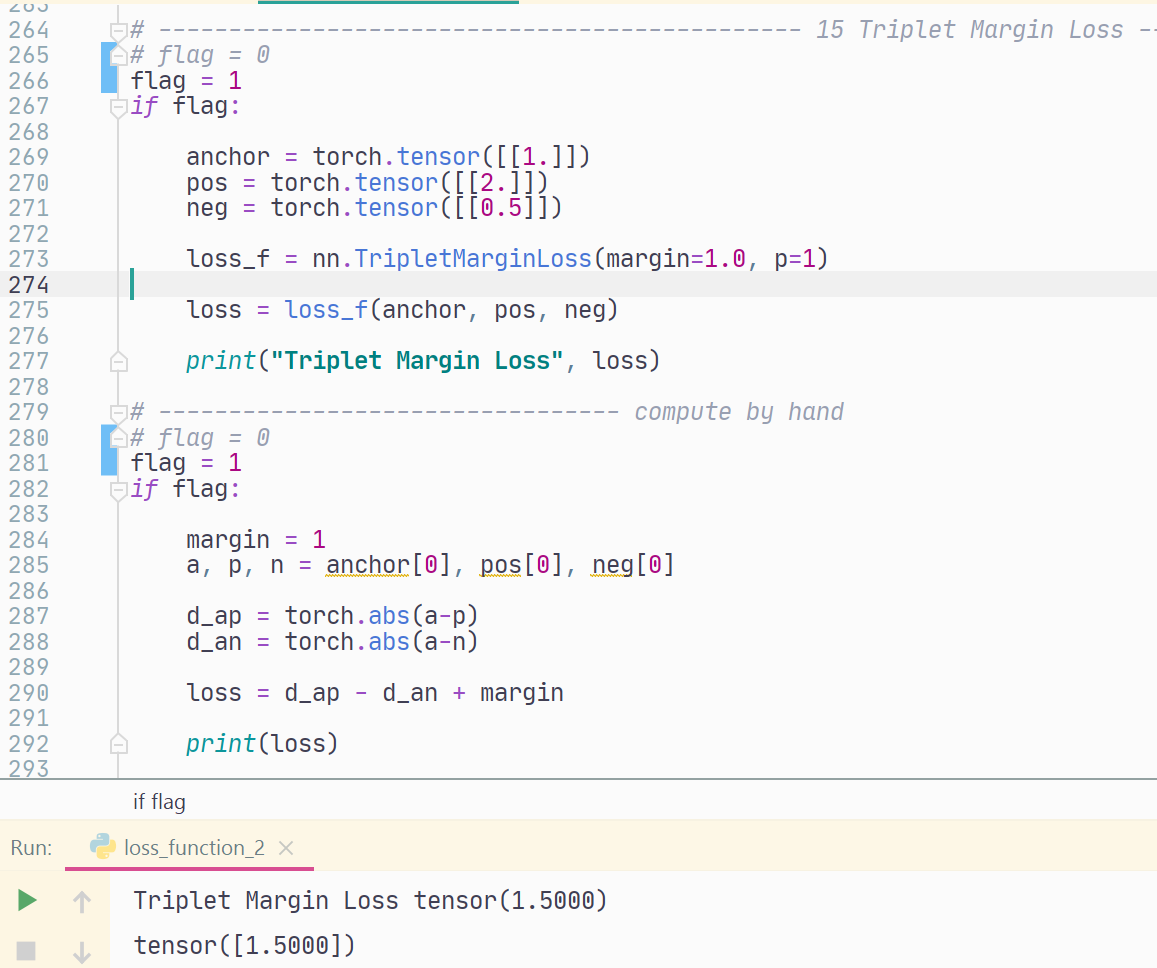 263
264 # ---------------------------------------------- 15 Triplet Margin Loss --
265 # flag = 0
266 flag = 1
267 if flag:
268
269     anchor = torch.tensor([[1.]])
270     pos = torch.tensor([[2.]])
271     neg = torch.tensor([[0.5]])
272
273     loss_f = nn.TripletMarginLoss(margin=1.0, p=1)
274
275     loss = loss_f(anchor, pos, neg)
276
277     print("Triplet Margin Loss", loss)
278
279 # --------------------------------- compute by hand
280 # flag = 0
281 flag = 1
282 if flag:
283
284     margin = 1
285     a, p, n = anchor[0], pos[0], neg[0]
286
287     d_ap = torch.abs(a-p)
288     d_an = torch.abs(a-n)
289
290     loss = d_ap - d_an + margin
291
292     print(loss)
293
if flag
Run: loss_function_2
Triplet Margin Loss tensor(1.5000)
tensor([1.5000])